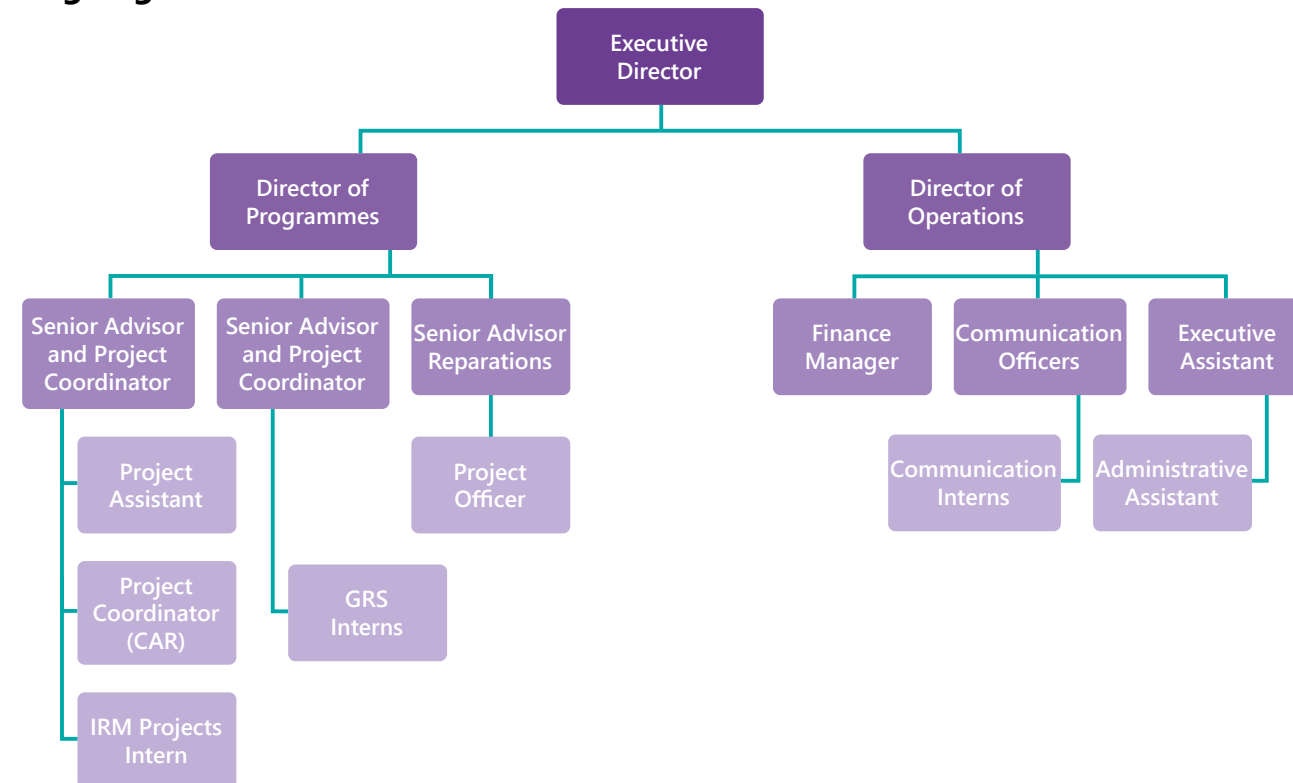 Executive
Director
Director of
Programmes
Director of
Operations
Senior Advisor
and Project
Coordinator
Senior Advisor
and Project
Coordinator
Senior Advisor
Reparations
Finance
Manager
Communication
Officers
Executive
Assistant
Project
Assistant
Project
Officer
Communication
Interns
Administrative
Assistant
Project
Coordinator
(CAR)
GRS
Interns
IRM Projects
Intern